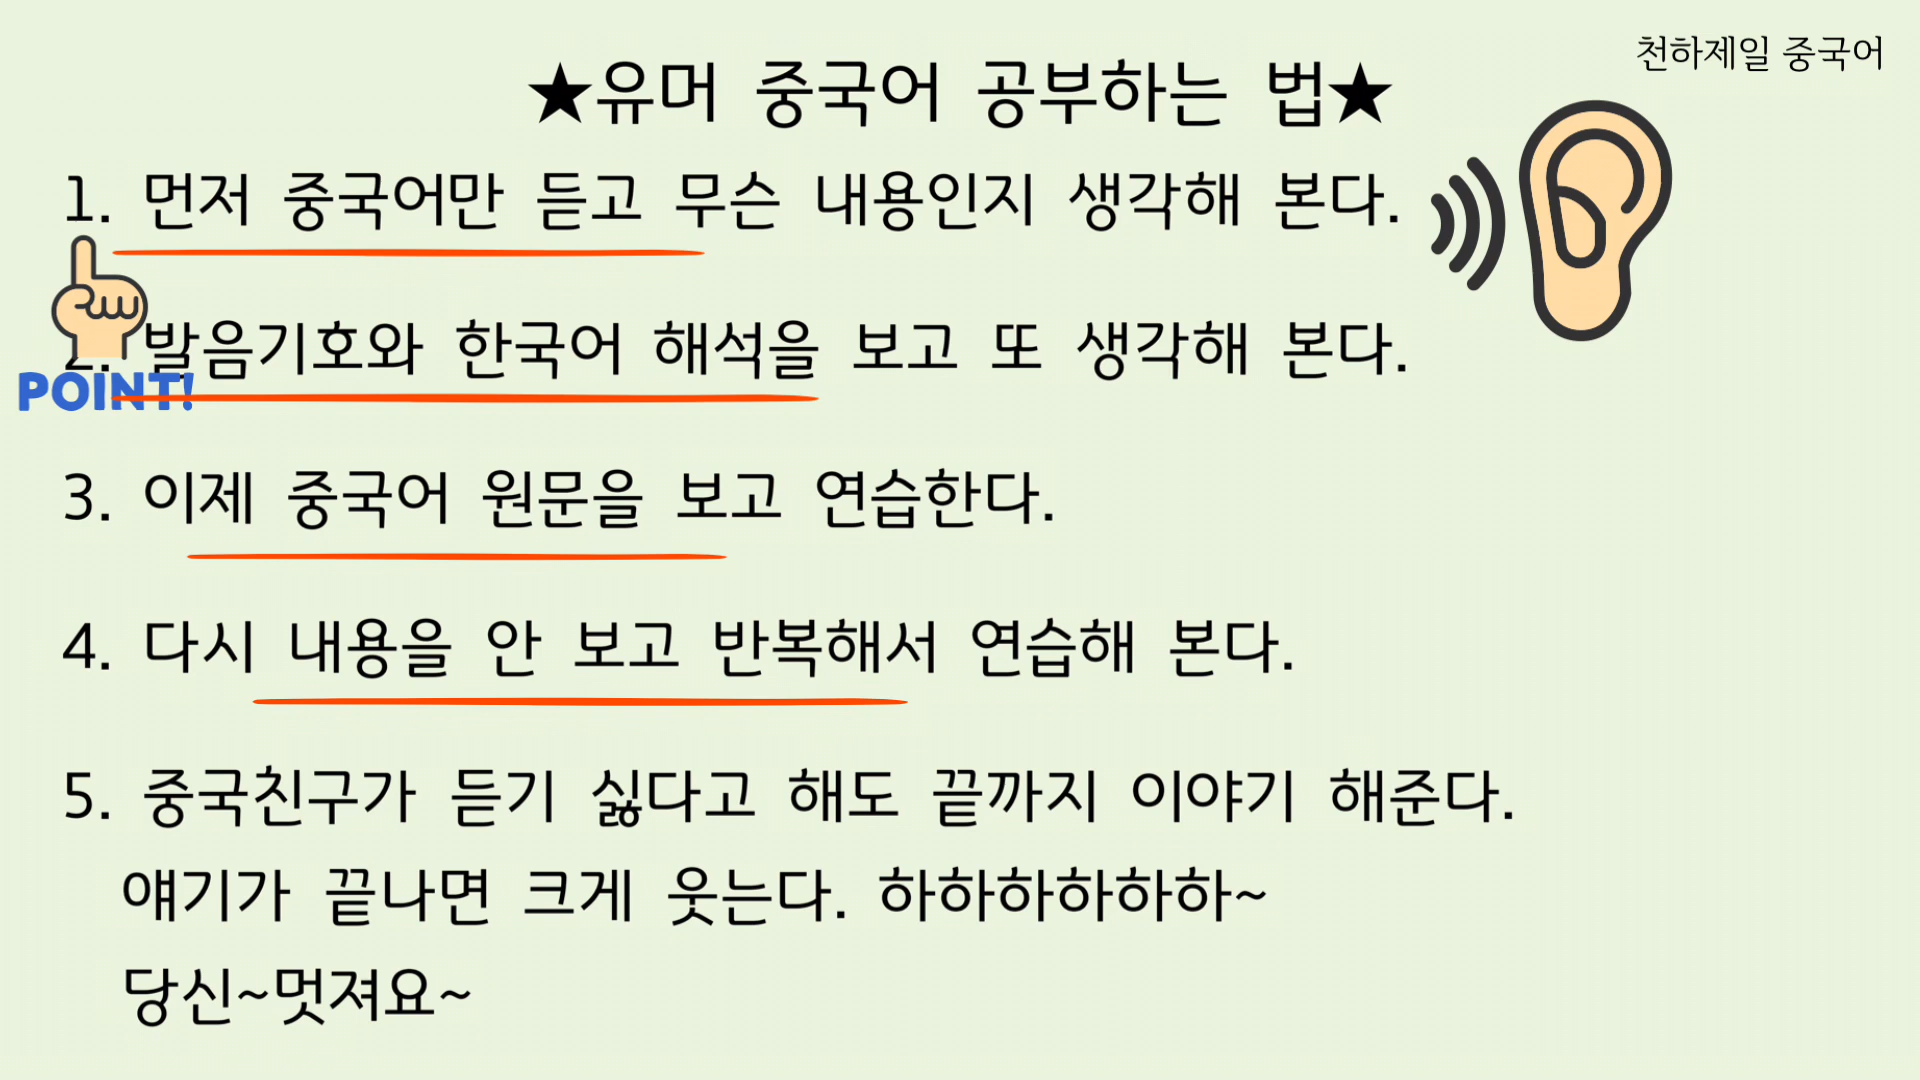 천하제일 중국어
★유머 중국어 공부하는 법★
1. 먼저 중국어만 듣고 무슨 내용인지 생각해 본다.
2. 발음기호와 한국어 해석을 보고 또 생각해 본다.
POINT!
3. 이제 중국어 원문을 보고 연습한다.
4. 다시 내용을 안 보고 반복해서 연습해 본다.
5. 중국친구가 듣기 싫다고 해도 끝까지 이야기 해준다.
얘기가 끝나면 크게 웃는다. 하하하하하하~
당신~멋져요~